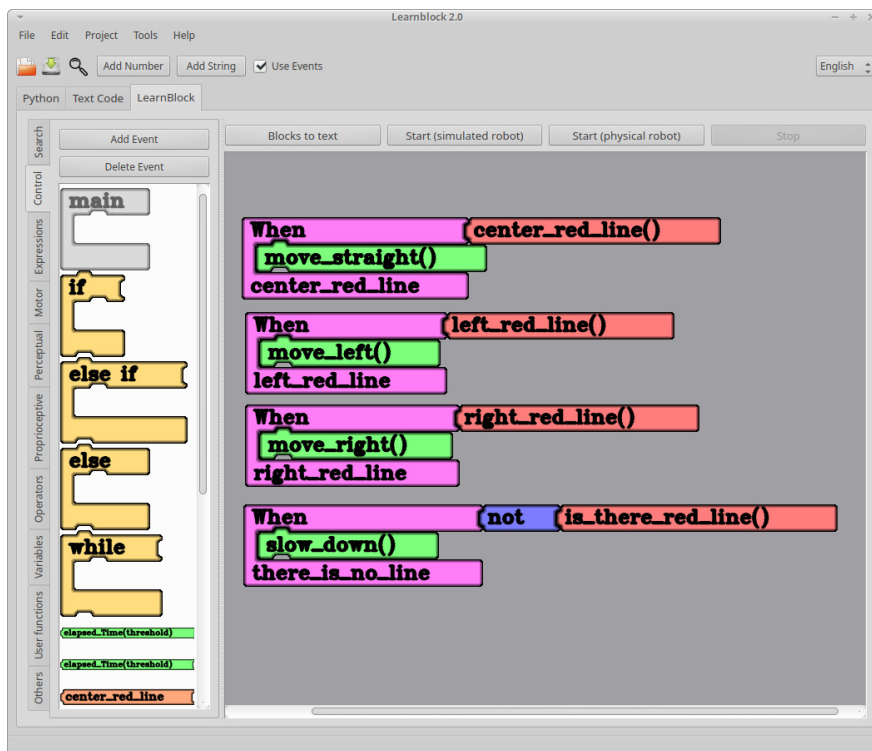 Learnblock 2.0
File Edit Project Tools Help
Add Number Add String Use Events English
Python Text Code LearnBlock
Search
Control
Expressions
Motor
Perceptual
Proprioceptive
Operators
Variables
User functions
Others
Add Event
Delete Event
main
if
else if
else
while
elapsed_Time(threshold)
elapsed_Time(threshold)
center_red_line
Blocks to text Start (simulated robot) Start (physical robot) Stop
When center_red_line()
move_straight()
center_red_line
When left_red_line()
move_left()
left_red_line
When right_red_line()
move_right()
right_red_line
When not is_there_red_line()
slow_down()
there_is_no_line